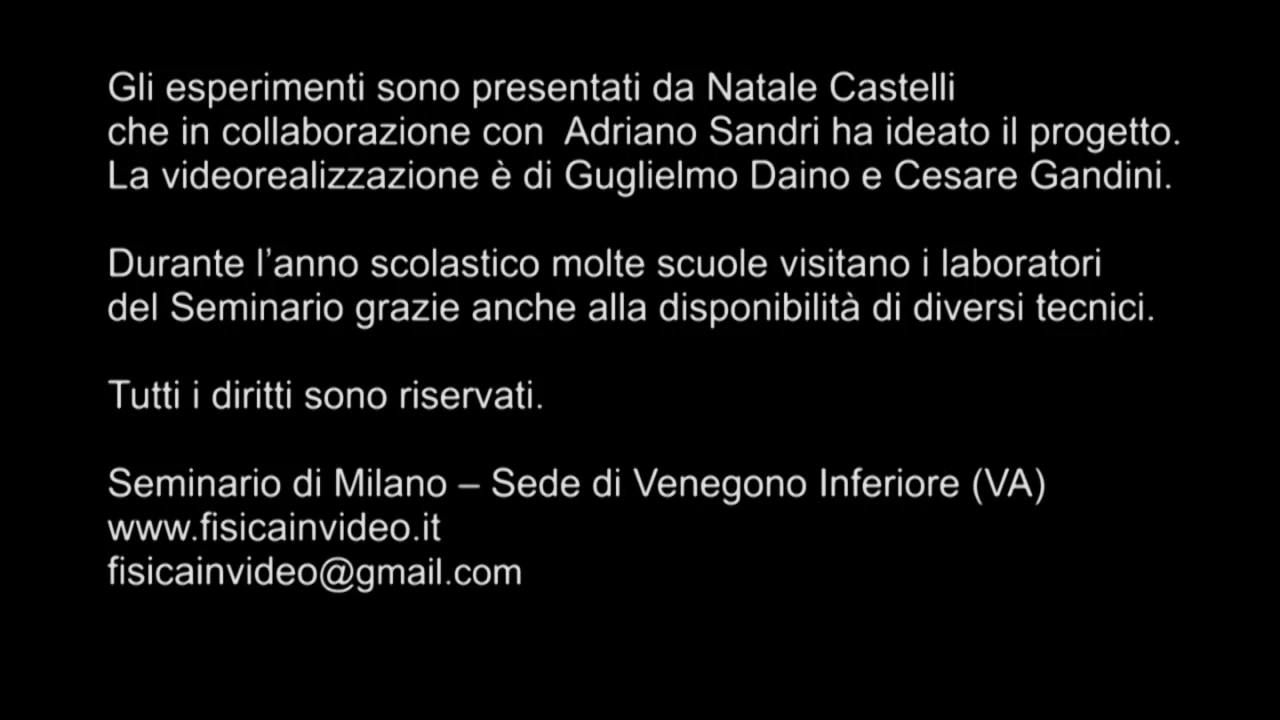 Gli esperimenti sono presentati da Natale Castelli
che in collaborazione con Adriano Sandri ha ideato il progetto.
La videorealizzazione è di Guglielmo Daino e Cesare Gandini.
Durante l’anno scolastico molte scuole visitano i laboratori
del Seminario grazie anche alla disponibilità di diversi tecnici.
Tutti i diritti sono riservati.
Seminario di Milano – Sede di Venegono Inferiore (VA)
www.fisicainvideo.it
fisicainvideo@gmail.com